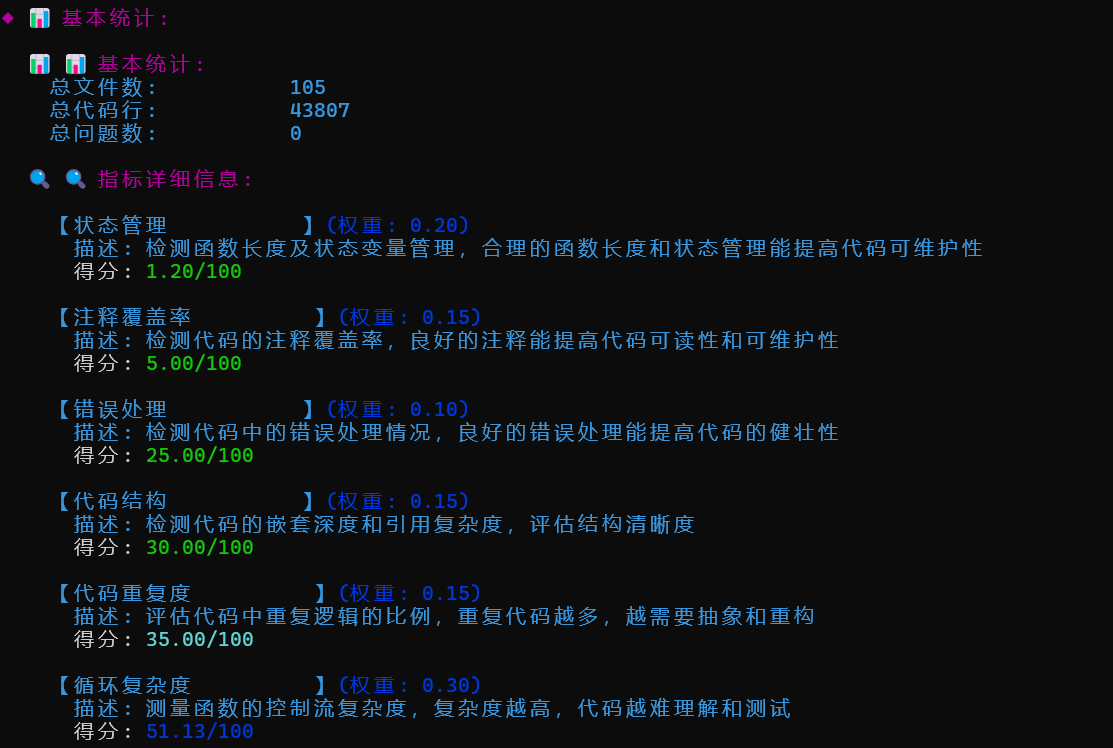 ◆ 📊 基本统计:
📊 📊 基本统计:
总文件数: 105
总代码行: 43807
总问题数: 0
🔍 🔍 指标详细信息:
【状态管理 】(权重: 0.20)
描述: 检测函数长度及状态变量管理，合理的函数长度和状态管理能提高代码可维护性
得分: 1.20/100
【注释覆盖率 】(权重: 0.15)
描述: 检测代码的注释覆盖率，良好的注释能提高代码可读性和可维护性
得分: 5.00/100
【错误处理 】(权重: 0.10)
描述: 检测代码中的错误处理情况，良好的错误处理能提高代码的健壮性
得分: 25.00/100
【代码结构 】(权重: 0.15)
描述: 检测代码的嵌套深度和引用复杂度，评估结构清晰度
得分: 30.00/100
【代码重复度 】(权重: 0.15)
描述: 评估代码中重复逻辑的比例，重复代码越多，越需要抽象和重构
得分: 35.00/100
【循环复杂度 】(权重: 0.30)
描述: 测量函数的控制流复杂度，复杂度越高，代码越难理解和测试
得分: 51.13/100